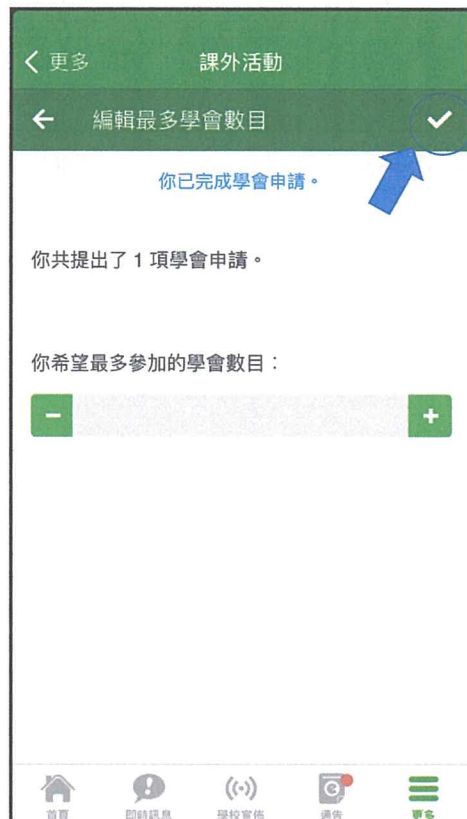 更多
課外活動
編輯最多學會數目
你已完成學會申請。
你共提出了 1 項學會申請。
你希望最多參加的學會數目：
首頁
即時訊息
學校宣佈
通告
更多